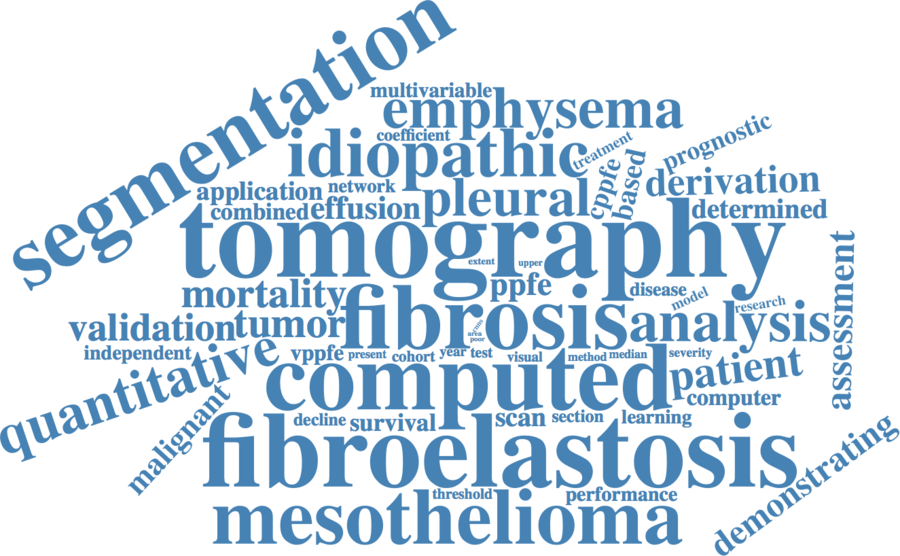 segmentation
multivariable
emphysema
coefficient
idiopathic
treatment
prognostic
application network
cppfe
based
derivation
combined effusion pleural
determined
tomography
extent upper
assessment
mortality
ppfe
disease
model
research
validation tumor fibrosis analysis
area
poor
independent
quantitative
vppfe present cohort year test visual method median severity
computed
patient
computer
malignant
decline survival scan section learning
fibroelastosis
demonstrating
threshold performance
mesothelioma